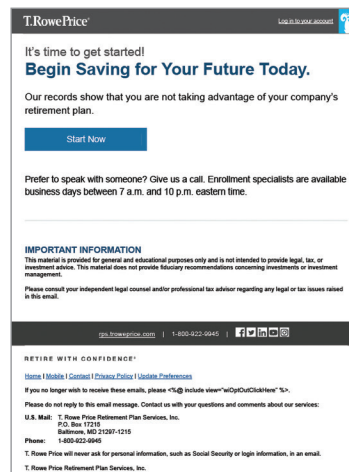 T.RowePrice®
Log in to your account
It's time to get started!
Begin Saving for Your Future Today.
Our records show that you are not taking advantage of your company's
retirement plan.
Start Now
Prefer to speak with someone? Give us a call. Enrollment specialists are available
business days between 7 a.m. and 10 p.m. eastern time.
IMPORTANT INFORMATION
This material is provided for general and educational purposes only and is not intended to provide legal, tax, or
investment advice. This material does not provide fiduciary recommendations concerning investments or investment
management.
Please consult your independent legal counsel and/or professional tax advisor regarding any legal or tax issues raised
in this email.
rps.troweprice.com | 1-800-922-9945 |
RETIRE WITH CONFIDENCE®
Home | Mobile | Contact | Privacy Policy | Update Preferences
If you no longer wish to receive these emails, please <%@ include view="wiOptOutClickHere" %>.
Please do not reply to this email message. Contact us with your questions and comments about our services:
U.S. Mail: T. Rowe Price Retirement Plan Services, Inc.
P.O. Box 17215
Baltimore, MD 21297-1215
Phone: 1-800-922-9945
T. Rowe Price will never ask for personal information, such as Social Security or login information, in an email.
T. Rowe Price Retirement Plan Services, Inc.